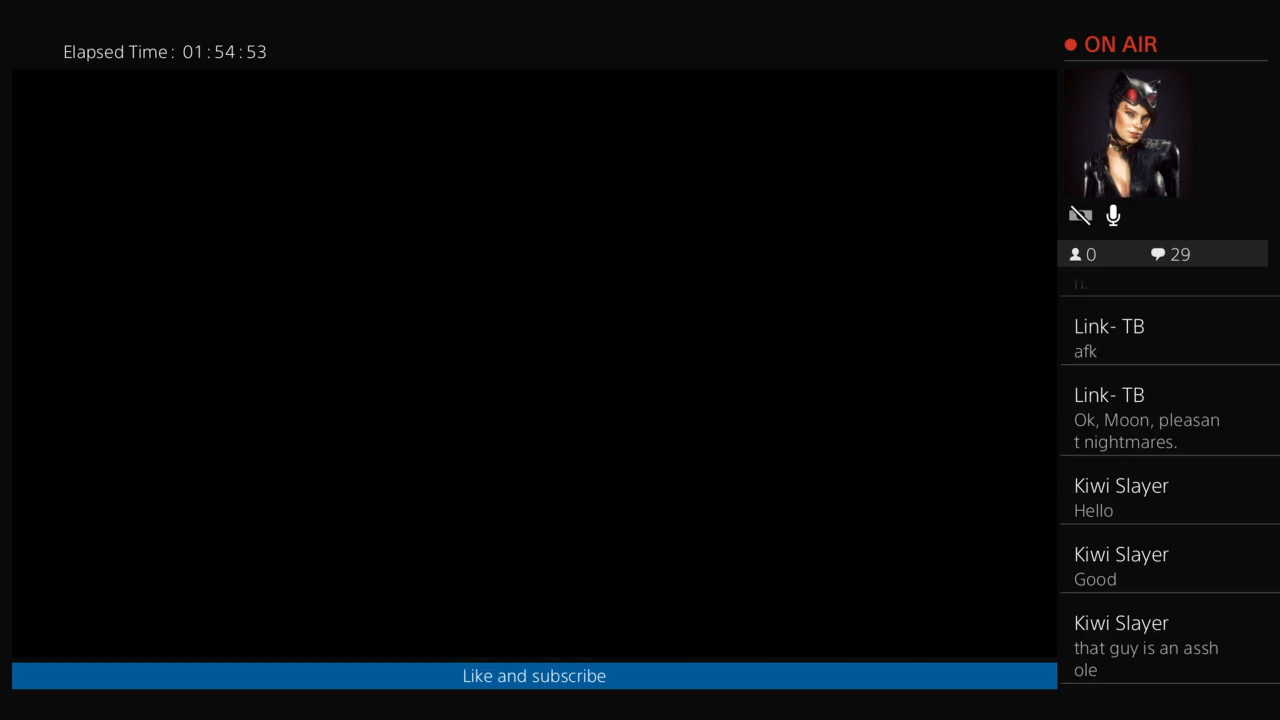 Elapsed Time: 01:54:53
ON AIR
0 29
n.
Link- TB
afk
Link- TB
Ok, Moon, pleasan
t nightmares.
Kiwi Slayer
Hello
Kiwi Slayer
Good
Kiwi Slayer
that guy is an assh
ole
Like and subscribe